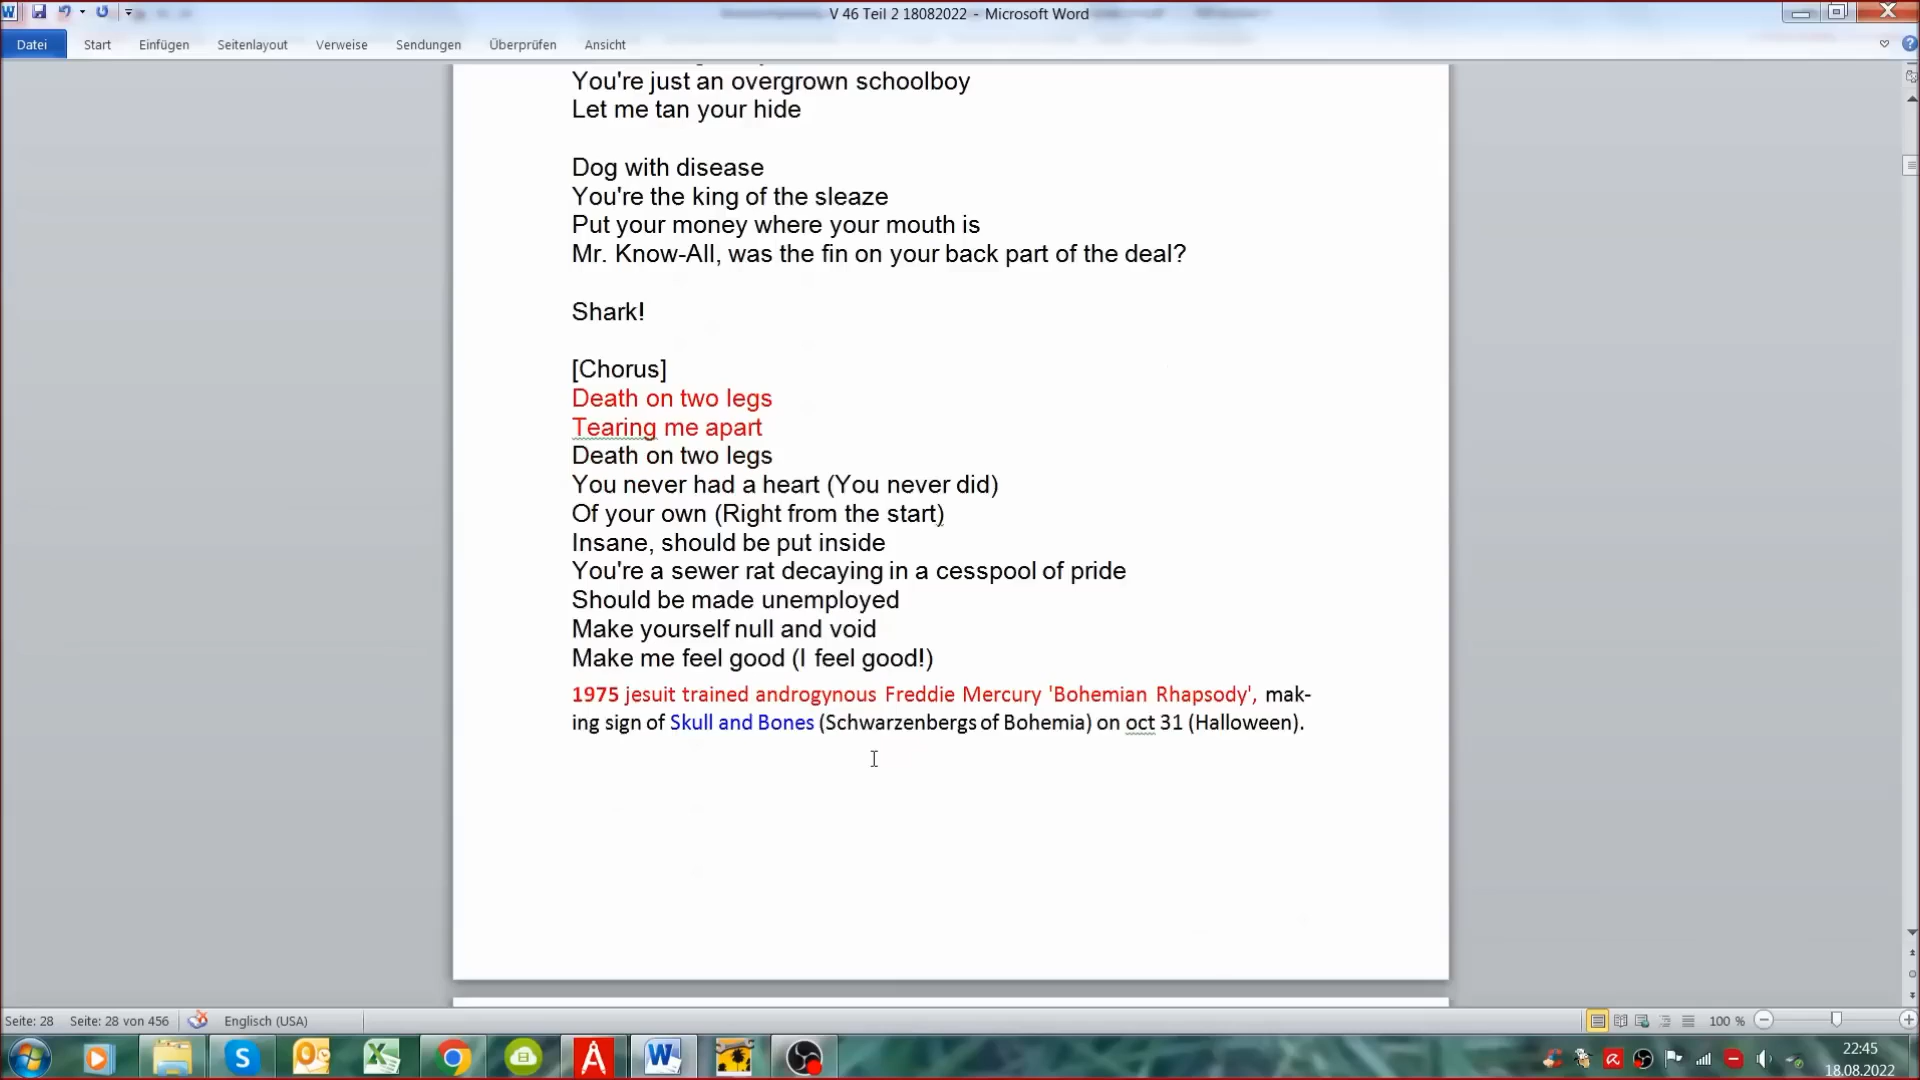 V 46 Teil 2 18082022 - Microsoft Word
Datei Start Einfügen Seitenlayout Verweise Sendungen Überprüfen Ansicht
You're just an overgrown schoolboy
Let me tan your hide
Dog with disease
You're the king of the sleaze
Put your money where your mouth is
Mr. Know-All, was the fin on your back part of the deal?
Shark!
[Chorus]
Death on two legs
Tearing me apart
Death on two legs
You never had a heart (You never did)
Of your own (Right from the start)
Insane, should be put inside
You're a sewer rat decaying in a cesspool of pride
Should be made unemployed
Make yourself null and void
Make me feel good (I feel good!)
1975 jesuit trained androgynous Freddie Mercury 'Bohemian Rhapsody', mak-
ing sign of Skull and Bones (Schwarzenbergs of Bohemia) on oct 31 (Halloween).
Seite: 28 Seite: 28 von 456 Englisch (USA) 100 %
22:45
18.08.2022